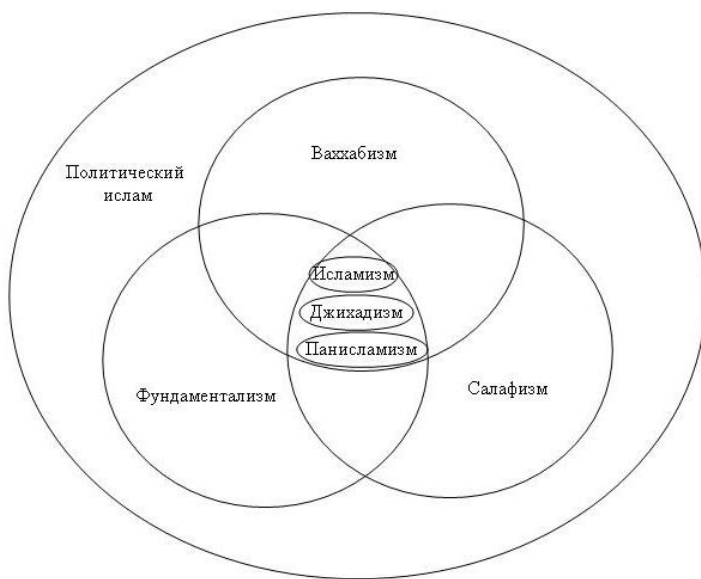 Ваххабизм
Политический
ислам
Исламизм
Джихадизм
Панисламизм
Фундаментализм
Салафизм